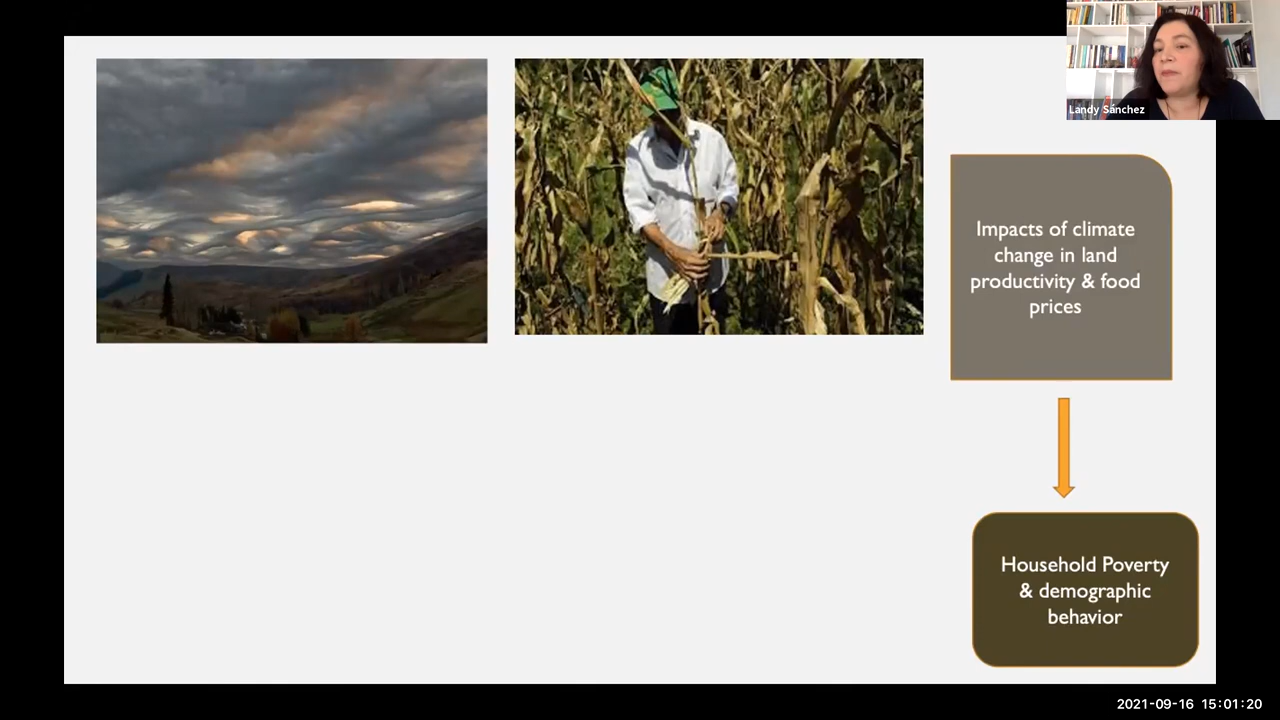 Landy Sánchez
Impacts of climate
change in land
productivity & food
prices
Household Poverty
& demographic
behavior
2021-09-16 15:01:20